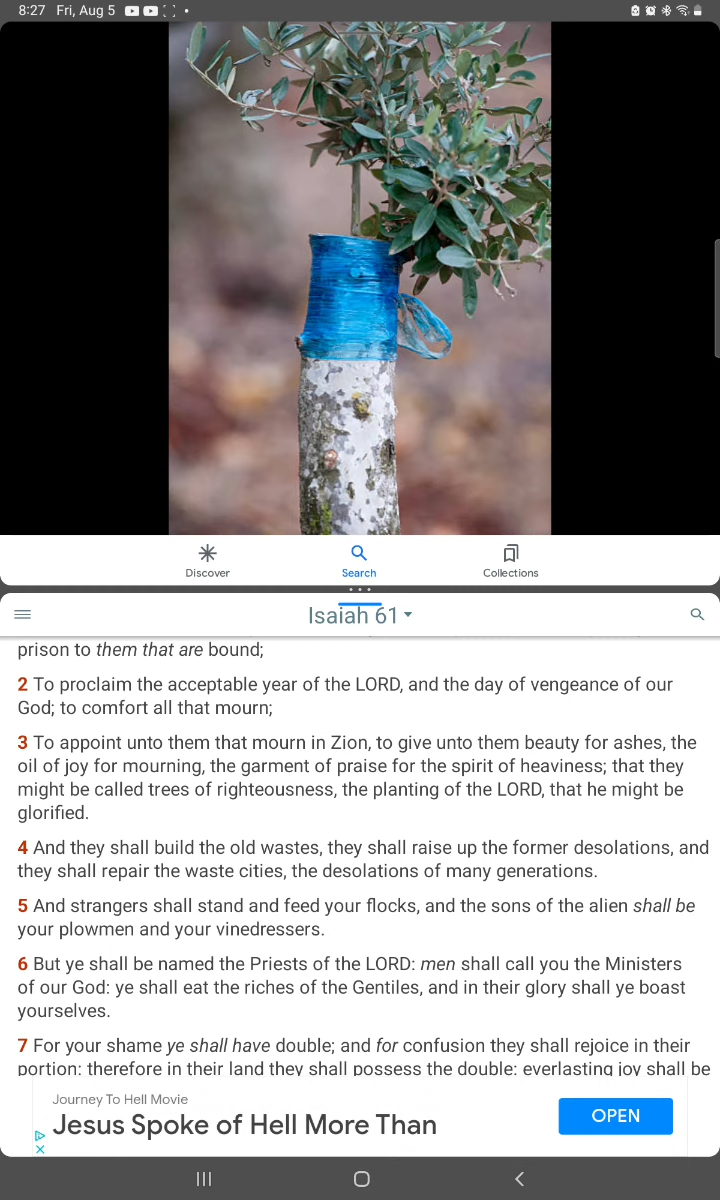 8:27 Fri, Aug 5
Discover
Search
Collections
Isaiah 61
prison to them that are bound;
2 To proclaim the acceptable year of the LORD, and the day of vengeance of our
God; to comfort all that mourn;
3 To appoint unto them that mourn in Zion, to give unto them beauty for ashes, the
oil of joy for mourning, the garment of praise for the spirit of heaviness; that they
might be called trees of righteousness, the planting of the LORD, that he might be
glorified.
4 And they shall build the old wastes, they shall raise up the former desolations, and
they shall repair the waste cities, the desolations of many generations.
5 And strangers shall stand and feed your flocks, and the sons of the alien shall be
your plowmen and your vinedressers.
6 But ye shall be named the Priests of the LORD: men shall call you the Ministers
of our God: ye shall eat the riches of the Gentiles, and in their glory shall ye boast
yourselves.
7 For your shame ye shall have double; and for confusion they shall rejoice in their
portion: therefore in their land they shall possess the double: everlasting joy shall be
Journey To Hell Movie
Jesus Spoke of Hell More Than
OPEN